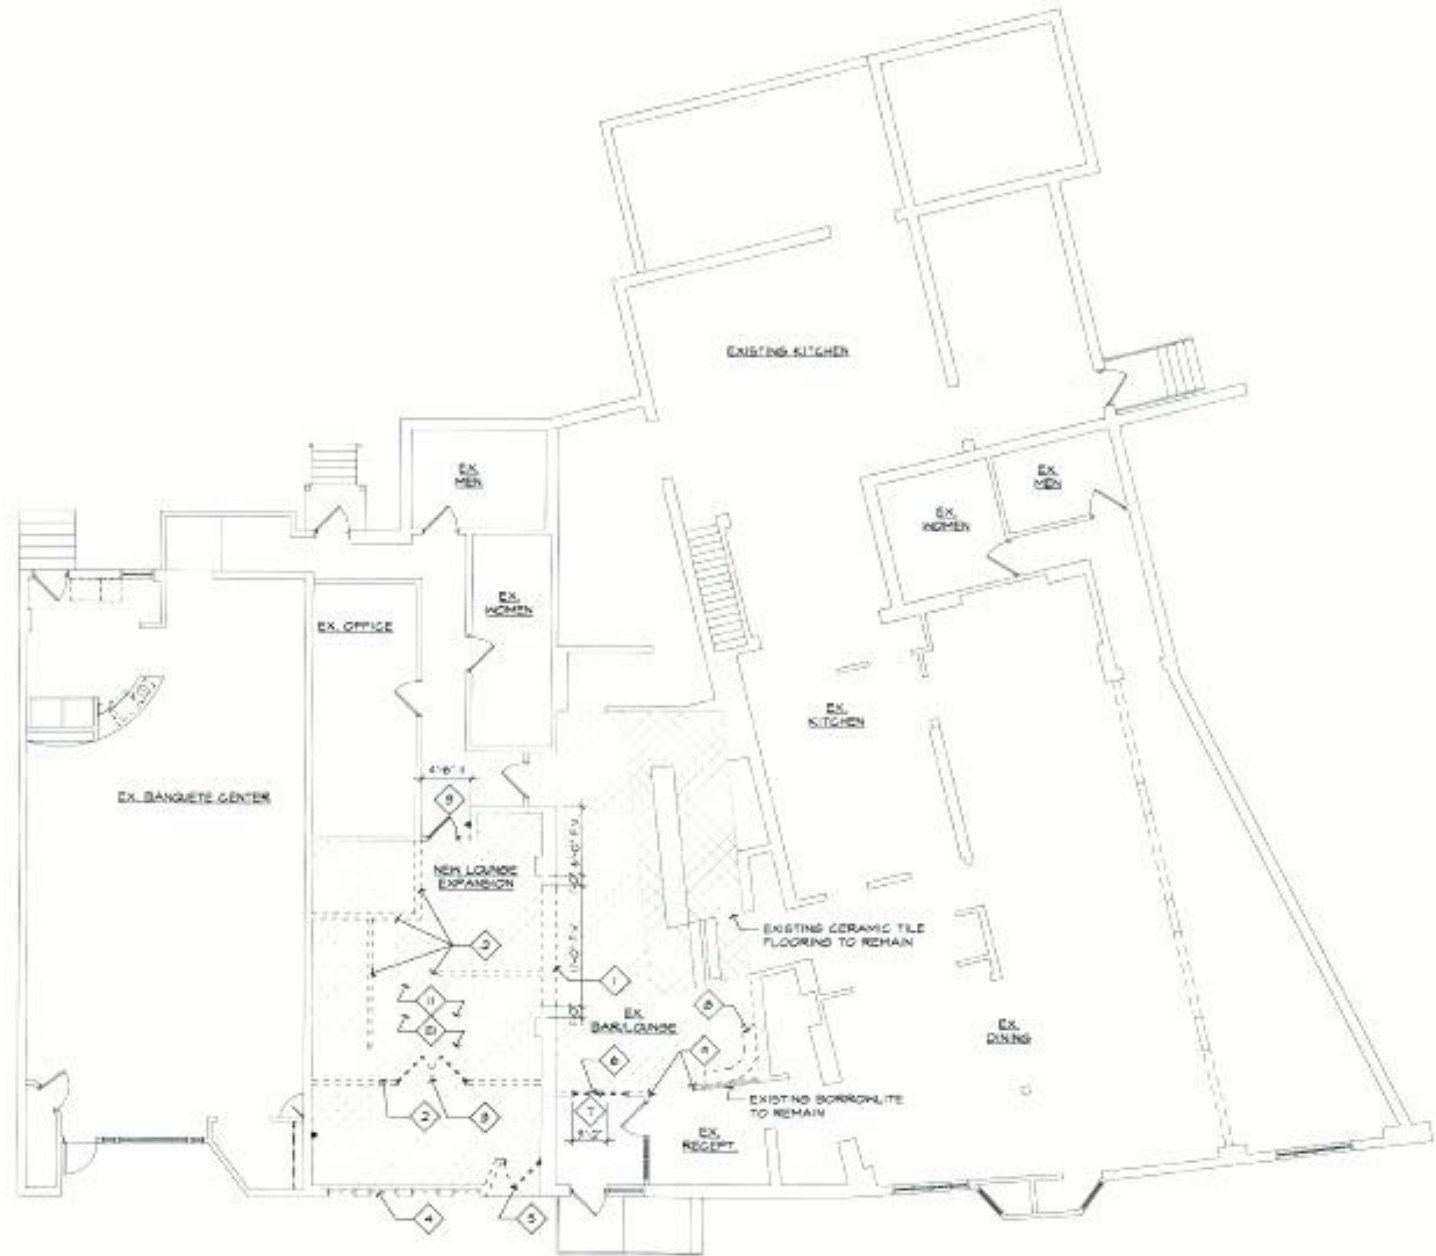 EXISTING KITCHEN
EX.
MEN
EX.
MEN
EX.
WOMEN
EX.
WOMEN
EX. OFFICE
EX.
KITCHEN
EX. BANQUETE CENTER
4'-8" ±
9
NEW LOUNGE
EXPANSION
EXISTING CERAMIC TILE
FLOORING TO REMAIN
2
1
11
10
EX.
BAR/LOUNGE
EX.
DINING
6
EXISTING BORROWLITE
TO REMAIN
7
2
3
EX.
RECEPT.
4
5